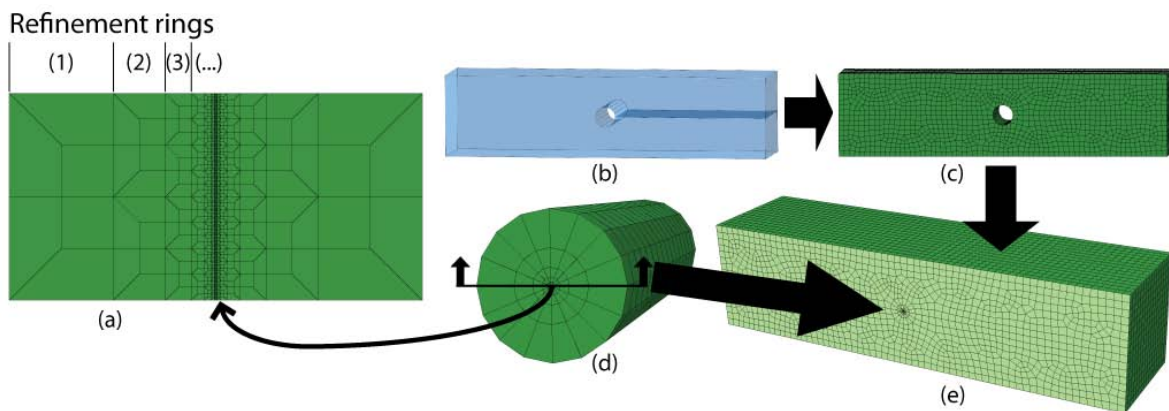 Refinement rings
(1) (2) (3) (...)
(a)
(b)
(c)
(d)
(e)